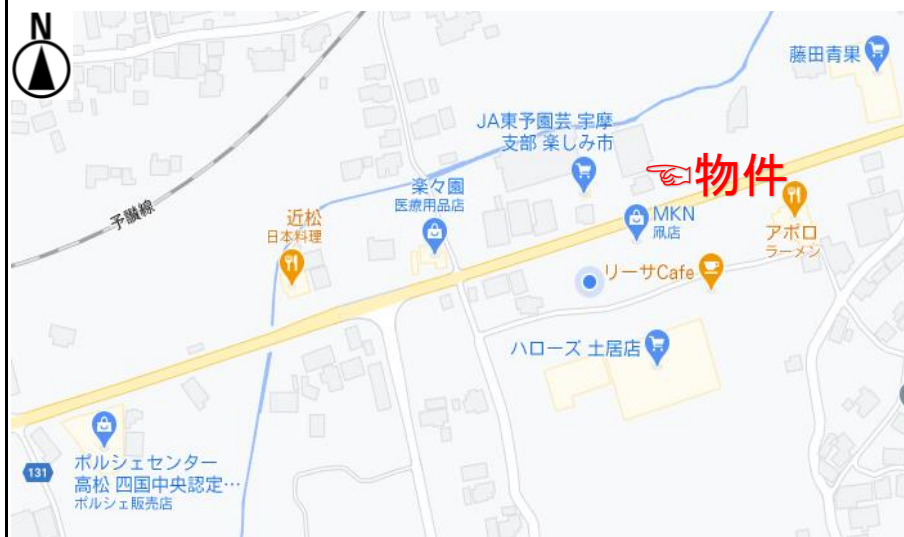 N
藤田青果
JA東予園芸 宇摩
支部 楽しみ市
☜物件
楽々園
医療用品店
予讃線
近松
日本料理
MKN
凧店
アポロ
ラーメン
リーサCafe
ハローズ 土居店
131
ポルシェセンター
高松 四国中央認定…
ポルシェ販売店